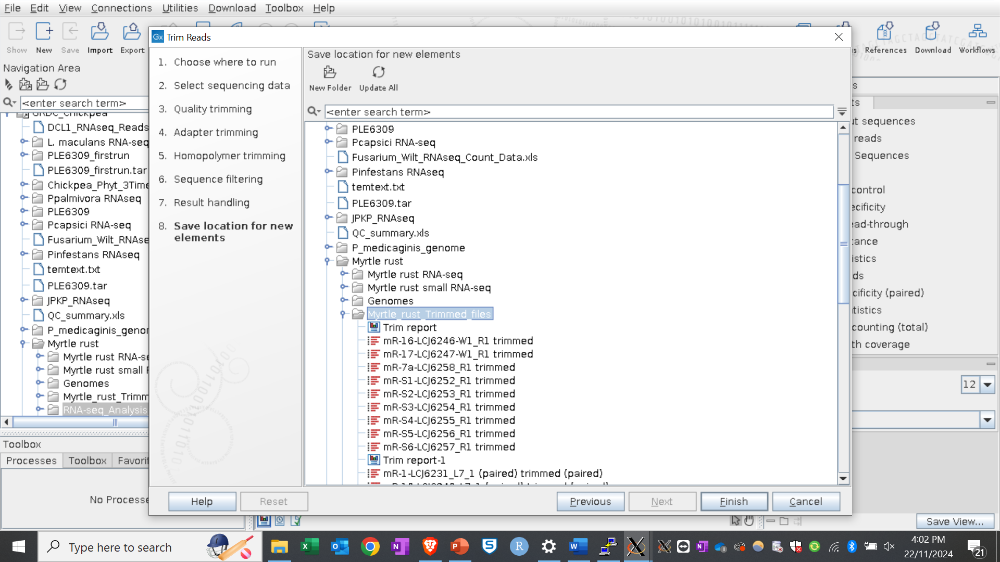 File Edit View Connections Utilities Download Toolbox Help
Show New Save Import Export
References Download Workflows
Gx Trim Reads
Navigation Area
<enter search term>
GRDC_Chickpea
DCL1_RNAseq_Reads
L. maculans RNA-seq
PLE6309_firstrun
PLE6309_firstrun.tar
Chickpea_Phyt_3Time
Ppalmivora RNAseq
PLE6309
Pcapsici RNA-seq
Fusarium_Wilt_RNAse
Pinfestans RNAseq
temtext.txt
PLE6309.tar
JPKP_RNAseq
QC_summary.xls
P_medicaginis_genor
Myrtle rust
Myrtle rust RNA-se
Myrtle rust small
Genomes
Myrtle_rust_Trimm
RNA-seq_Analysis
Toolbox
Processes Toolbox Favorit
No Processe
1. Choose where to run
2. Select sequencing data
3. Quality trimming
4. Adapter trimming
5. Homopolymer trimming
6. Sequence filtering
7. Result handling
8. Save location for new
elements
Save location for new elements
New Folder Update All
<enter search term>
PLE6309
Pcapsici RNA-seq
Fusarium_Wilt_RNAseq_Count_Data.xls
Pinfestans RNAseq
temtext.txt
PLE6309.tar
JPKP_RNAseq
QC_summary.xls
P_medicaginis_genome
Myrtle rust
Myrtle rust RNA-seq
Myrtle rust small RNA-seq
Genomes
Myrtle_rust_Trimmed_files
Trim report
mR-16-LCJ6246-W1_R1 trimmed
mR-17-LCJ6247-W1_R1 trimmed
mR-7a-LCJ6258_R1 trimmed
mR-S1-LCJ6252_R1 trimmed
mR-S2-LCJ6253_R1 trimmed
mR-S3-LCJ6254_R1 trimmed
mR-S4-LCJ6255_R1 trimmed
mR-S5-LCJ6256_R1 trimmed
mR-S6-LCJ6257_R1 trimmed
Trim report-1
mR-1-LCJ6231_L7_1 (paired) trimmed (paired)
Help Reset Previous Next Finish Cancel
s
ts
ut sequences
reads
Sequences
control
ecificity
ead-through
tance
istics
ds
cificity (paired)
tistics
counting (total)
th coverage
12
Save View...
Type here to search
4:02 PM
22/11/2024
21